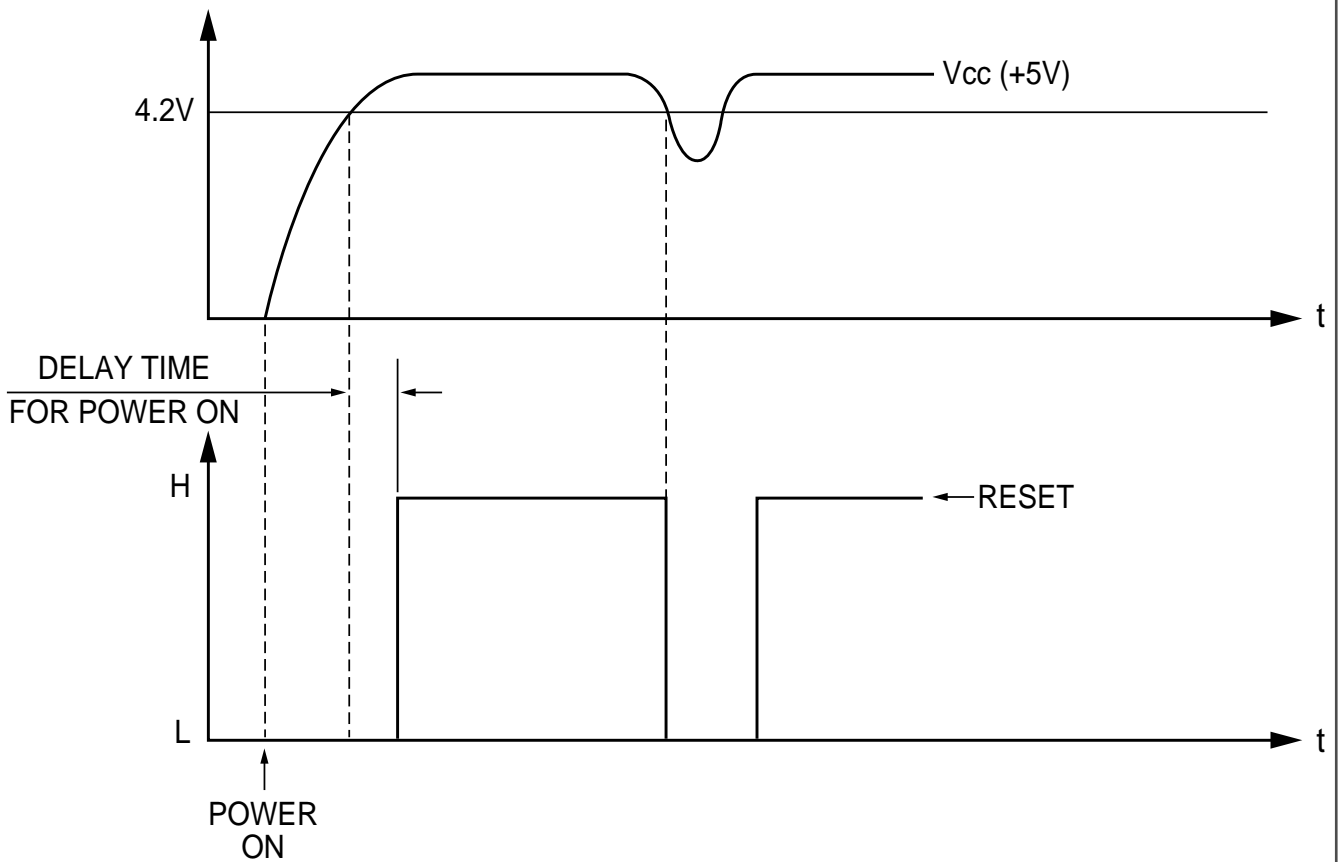 Vcc (+5V)
4.2V
t
DELAY TIME
FOR POWER ON
H
RESET
L
t
POWER
ON